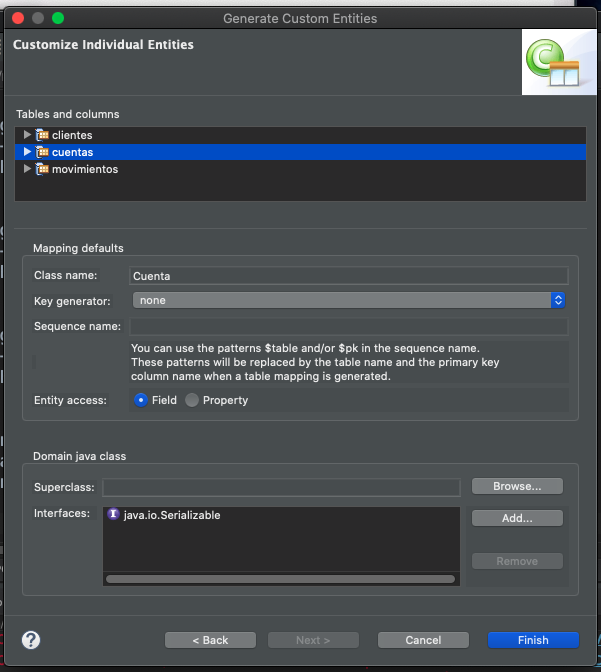 Generate Custom Entities
Customize Individual Entities
Tables and columns
clientes
cuentas
movimientos
Mapping defaults
Class name: Cuenta
Key generator: none
Sequence name:
You can use the patterns $table and/or $pk in the sequence name.
These patterns will be replaced by the table name and the primary key
column name when a table mapping is generated.
Entity access: Field Property
Domain java class
Superclass: Browse...
Interfaces: java.io.Serializable Add...
Remove
? < Back Next > Cancel Finish